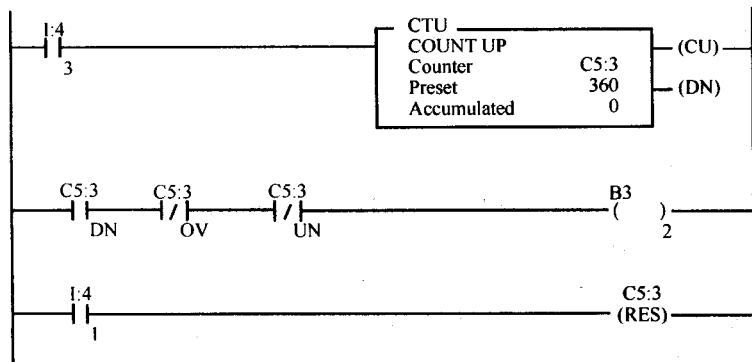 I:4
3
CTU
COUNT UP
Counter C5:3
Preset 360
Accumulated 0
(CU)
(DN)
C5:3 C5:3 C5:3 B3
DN OV UN ( ) 2
I:4 C5:3
1 (RES)